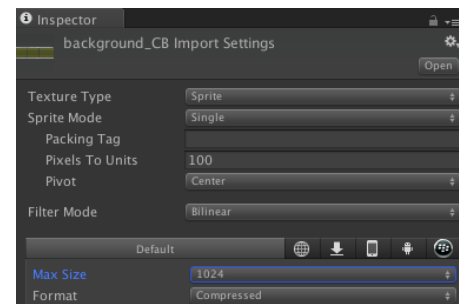 Inspector
background_CB Import Settings
Open
Texture Type Sprite
Sprite Mode Single
Packing Tag
Pixels To Units 100
Pivot Center
Filter Mode Bilinear
Default
Max Size 1024
Format Compressed